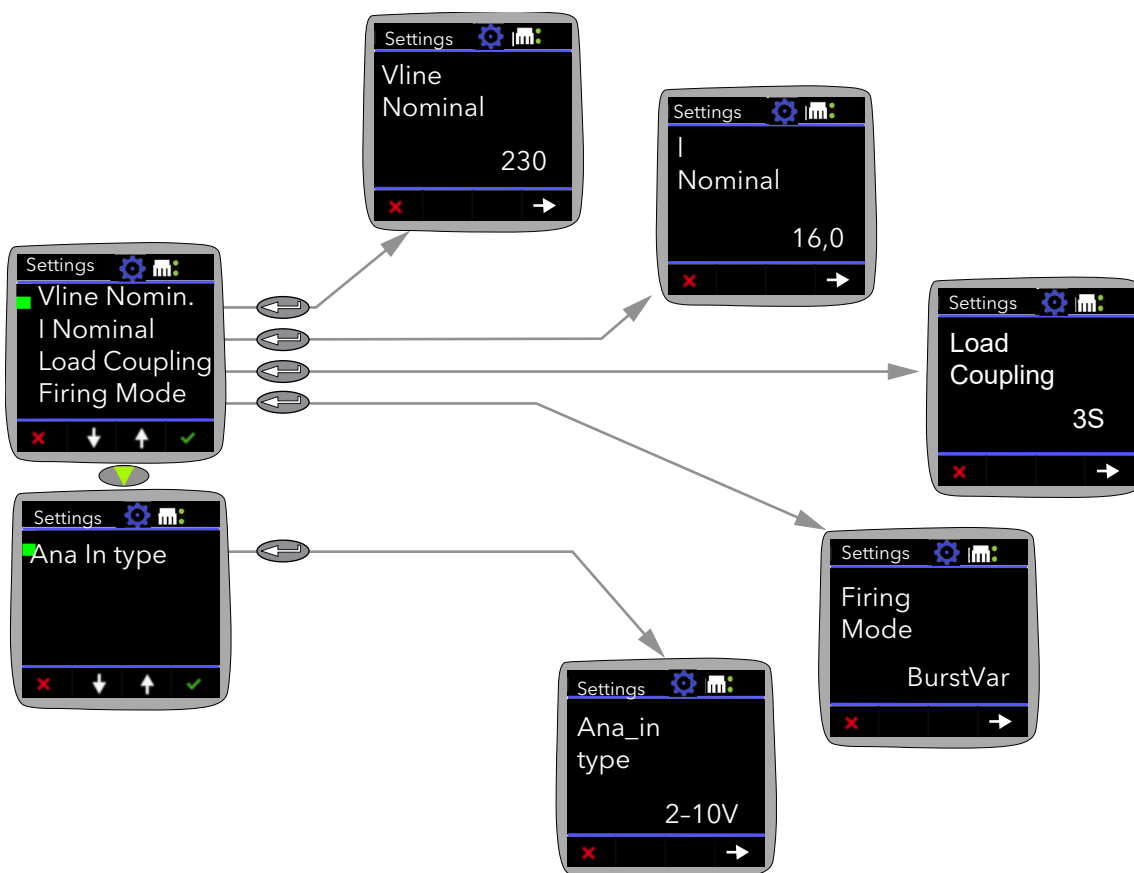 Settings
Vline
Nominal
230
Settings
I
Nominal
16,0
Settings
Vline Nomin.
I Nominal
Load Coupling
Firing Mode
Settings
Load
Coupling
3S
Settings
Ana In type
Settings
Firing
Mode
BurstVar
Settings
Ana_in
type
2–10V